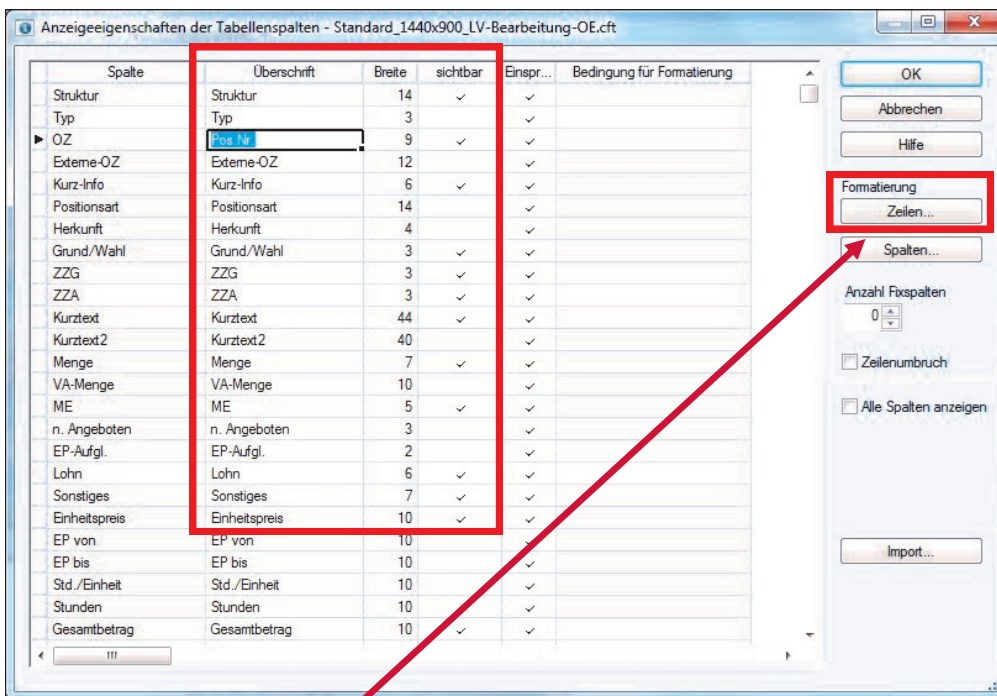 Anzeigeeigenschaften der Tabellenspalten - Standard_1440x900_LV-Bearbeitung-OE.cft
Spalte Überschrift Breite sichtbar Einspr... Bedingung für Formatierung
Struktur Struktur 14 ✓ ✓
Typ Typ 3 ✓
OZ Pos Nr. 9 ✓ ✓
Externe-OZ Externe-OZ 12 ✓
Kurz-Info Kurz-Info 6 ✓ ✓
Positionsart Positionsart 14 ✓
Herkunft Herkunft 4 ✓
Grund/Wahl Grund/Wahl 3 ✓ ✓
ZZG ZZG 3 ✓ ✓
ZZA ZZA 3 ✓ ✓
Kurztext Kurztext 44 ✓ ✓
Kurztext2 Kurztext2 40 ✓
Menge Menge 7 ✓ ✓
VA-Menge VA-Menge 10 ✓
ME ME 5 ✓ ✓
n. Angeboten n. Angeboten 3 ✓
EP-Aufgl. EP-Aufgl. 2 ✓
Lohn Lohn 6 ✓ ✓
Sonstiges Sonstiges 7 ✓ ✓
Einheitspreis Einheitspreis 10 ✓ ✓
EP von EP von 10 ✓
EP bis EP bis 10 ✓
Std./Einheit Std./Einheit 10 ✓
Stunden Stunden 10 ✓
Gesamtbetrag Gesamtbetrag 10 ✓ ✓
OK
Abbrechen
Hilfe
Formatierung
Zeilen...
Spalten...
Anzahl Fixspalten
0
Zeilenumbruch
Alle Spalten anzeigen
Import...